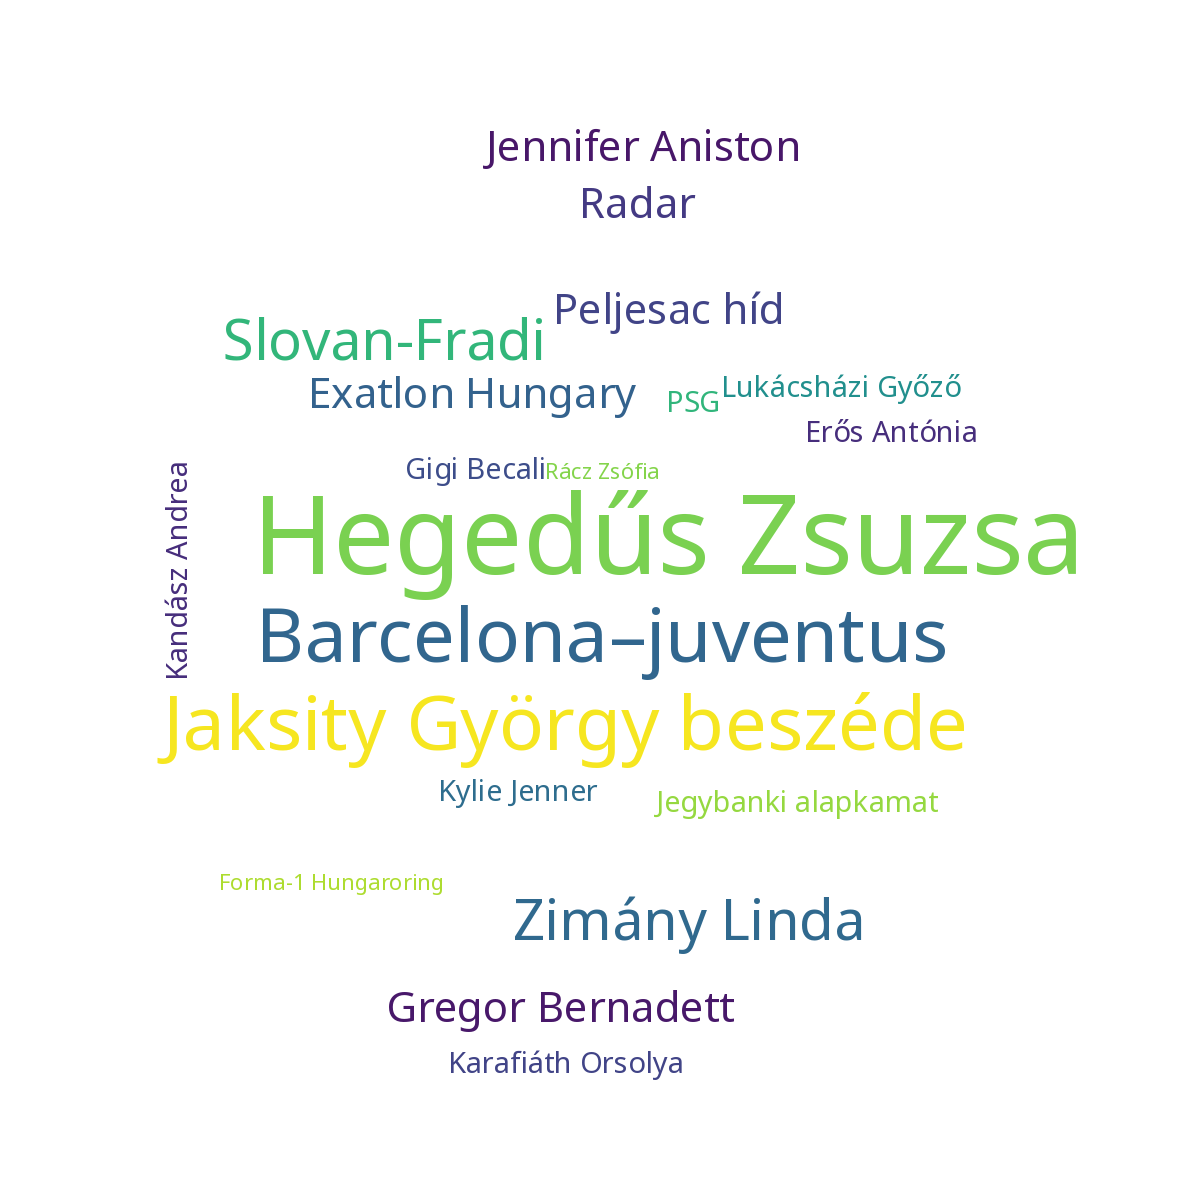 Jennifer Aniston
Radar
Peljesac híd
Slovan-Fradi
Exatlon Hungary
PSG
Lukácsházi Győző
Erős Antónia
Gigi Becali
Rácz Zsófia
Kandász Andrea
Hegedűs Zsuzsa
Barcelona–juventus
Jaksity György beszéde
Kylie Jenner
Jegybanki alapkamat
Forma-1 Hungaroring
Zimány Linda
Gregor Bernadett
Karafiáth Orsolya